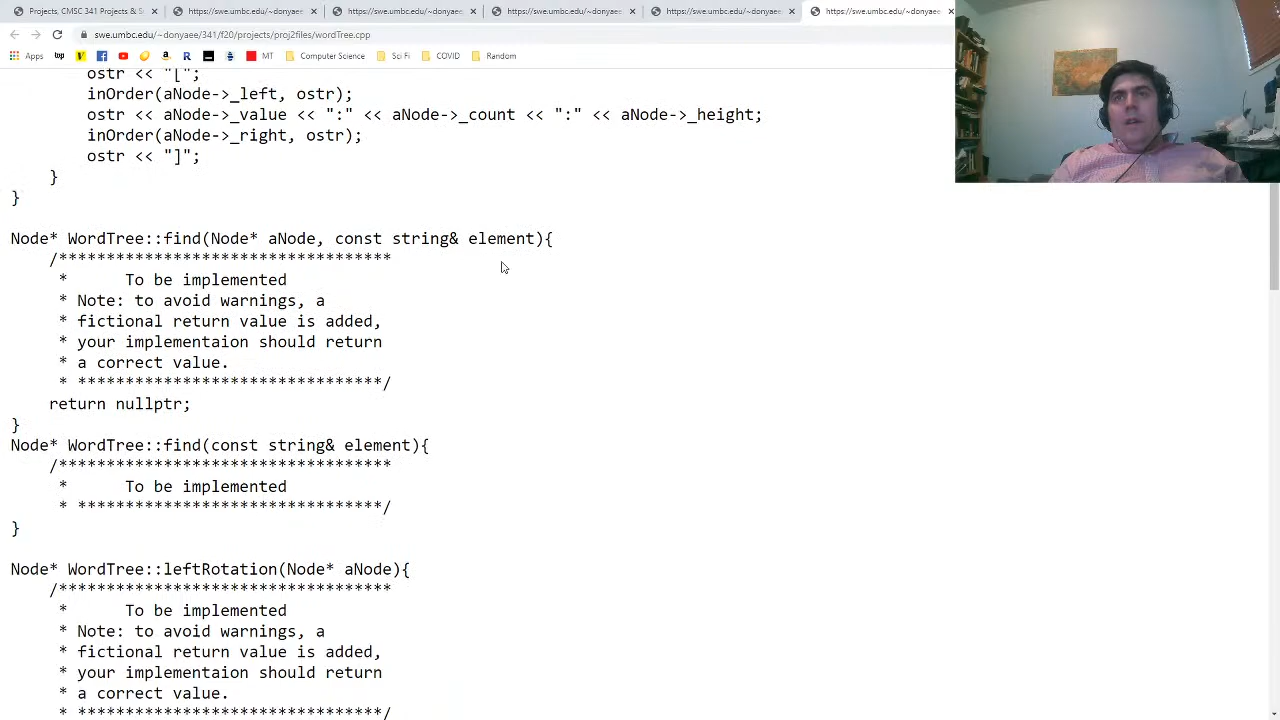 Projects, CMSC 341 Projects & S
https://swe.umbc.edu/~donyaee
https://swe.umbc.edu/~donyaee
https://swe.umbc.edu/~donyaee
https://swe.umbc.edu/~donyaee
https://swe.umbc.edu/~donyaee
swe.umbc.edu/~donyaee/341/f20/projects/proj2files/wordTree.cpp
Apps
MT
Computer Science
Sci Fi
COVID
Random
ostr << "[";
inOrder(aNode->_left, ostr);
ostr << aNode->_value << ":" << aNode->_count << ":" << aNode->_height;
inOrder(aNode->_right, ostr);
ostr << "]";
}
}
Node* WordTree::find(Node* aNode, const string& element){
/**********************************
* To be implemented
* Note: to avoid warnings, a
* fictional return value is added,
* your implementaion should return
* a correct value.
* ********************************/
return nullptr;
}
Node* WordTree::find(const string& element){
/**********************************
* To be implemented
* ********************************/
}
Node* WordTree::leftRotation(Node* aNode){
/**********************************
* To be implemented
* Note: to avoid warnings, a
* fictional return value is added,
* your implementaion should return
* a correct value.
* ********************************/